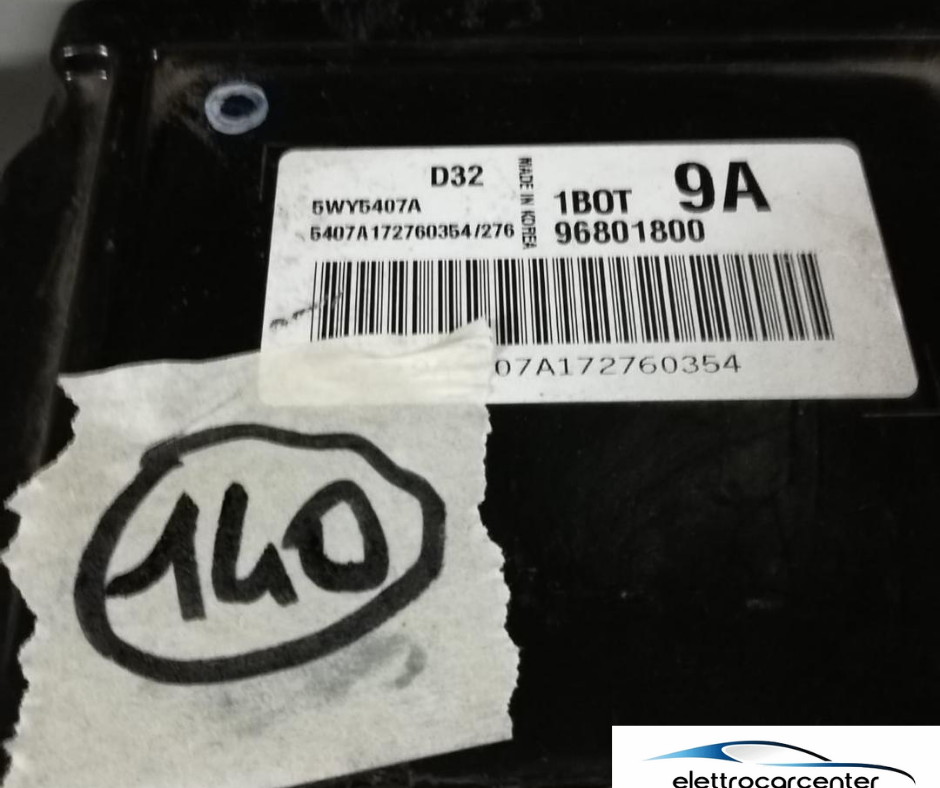 D32
5WY5407A
5407A172760354/276
MADE IN KOREA
1BOT 9A
96801800
07A172760354
140
elettrocarcenter